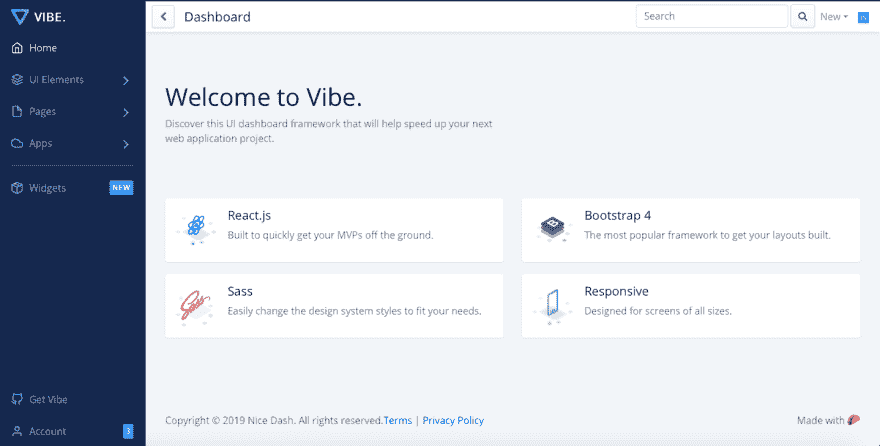 VIBE.
Home
UI Elements
Pages
Apps
Widgets
NEW
Get Vibe
Account
3
Dashboard
Search
New
Welcome to Vibe.
Discover this UI dashboard framework that will help speed up your next
web application project.
React.js
Built to quickly get your MVPs off the ground.
Bootstrap 4
The most popular framework to get your layouts built.
Sass
Easily change the design system styles to fit your needs.
Responsive
Designed for screens of all sizes.
Copyright © 2019 Nice Dash. All rights reserved.Terms | Privacy Policy
Made with